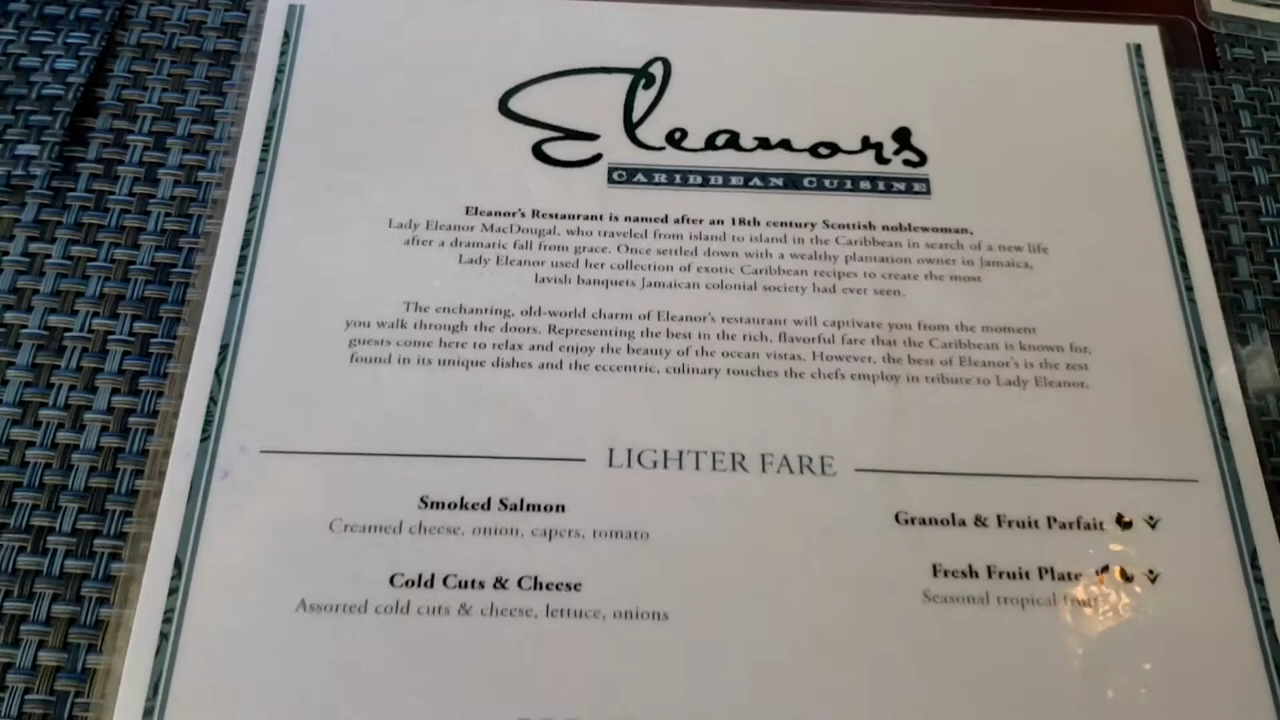 Eleanors
CARIBBEAN CUISINE
Eleanor's Restaurant is named after an 18th century Scottish noblewoman,
Lady Eleanor MacDougal, who traveled from island to island in the Caribbean in search of a new life
after a dramatic fall from grace. Once settled down with a wealthy plantation owner in Jamaica,
Lady Eleanor used her collection of exotic Caribbean recipes to create the most
lavish banquets Jamaican colonial society had ever seen.
The enchanting, old-world charm of Eleanor's restaurant will captivate you from the moment
you walk through the doors. Representing the best in the rich, flavorful fare that the Caribbean is known for,
guests come here to relax and enjoy the beauty of the ocean vistas. However, the best of Eleanor's is the zest
found in its unique dishes and the eccentric, culinary touches the chefs employ in tribute to Lady Eleanor.
LIGHTER FARE
Smoked Salmon
Creamed cheese, onion, capers, tomato
Cold Cuts & Cheese
Assorted cold cuts & cheese, lettuce, onions
Granola & Fruit Parfait
Fresh Fruit Plate
Seasonal tropical fruit